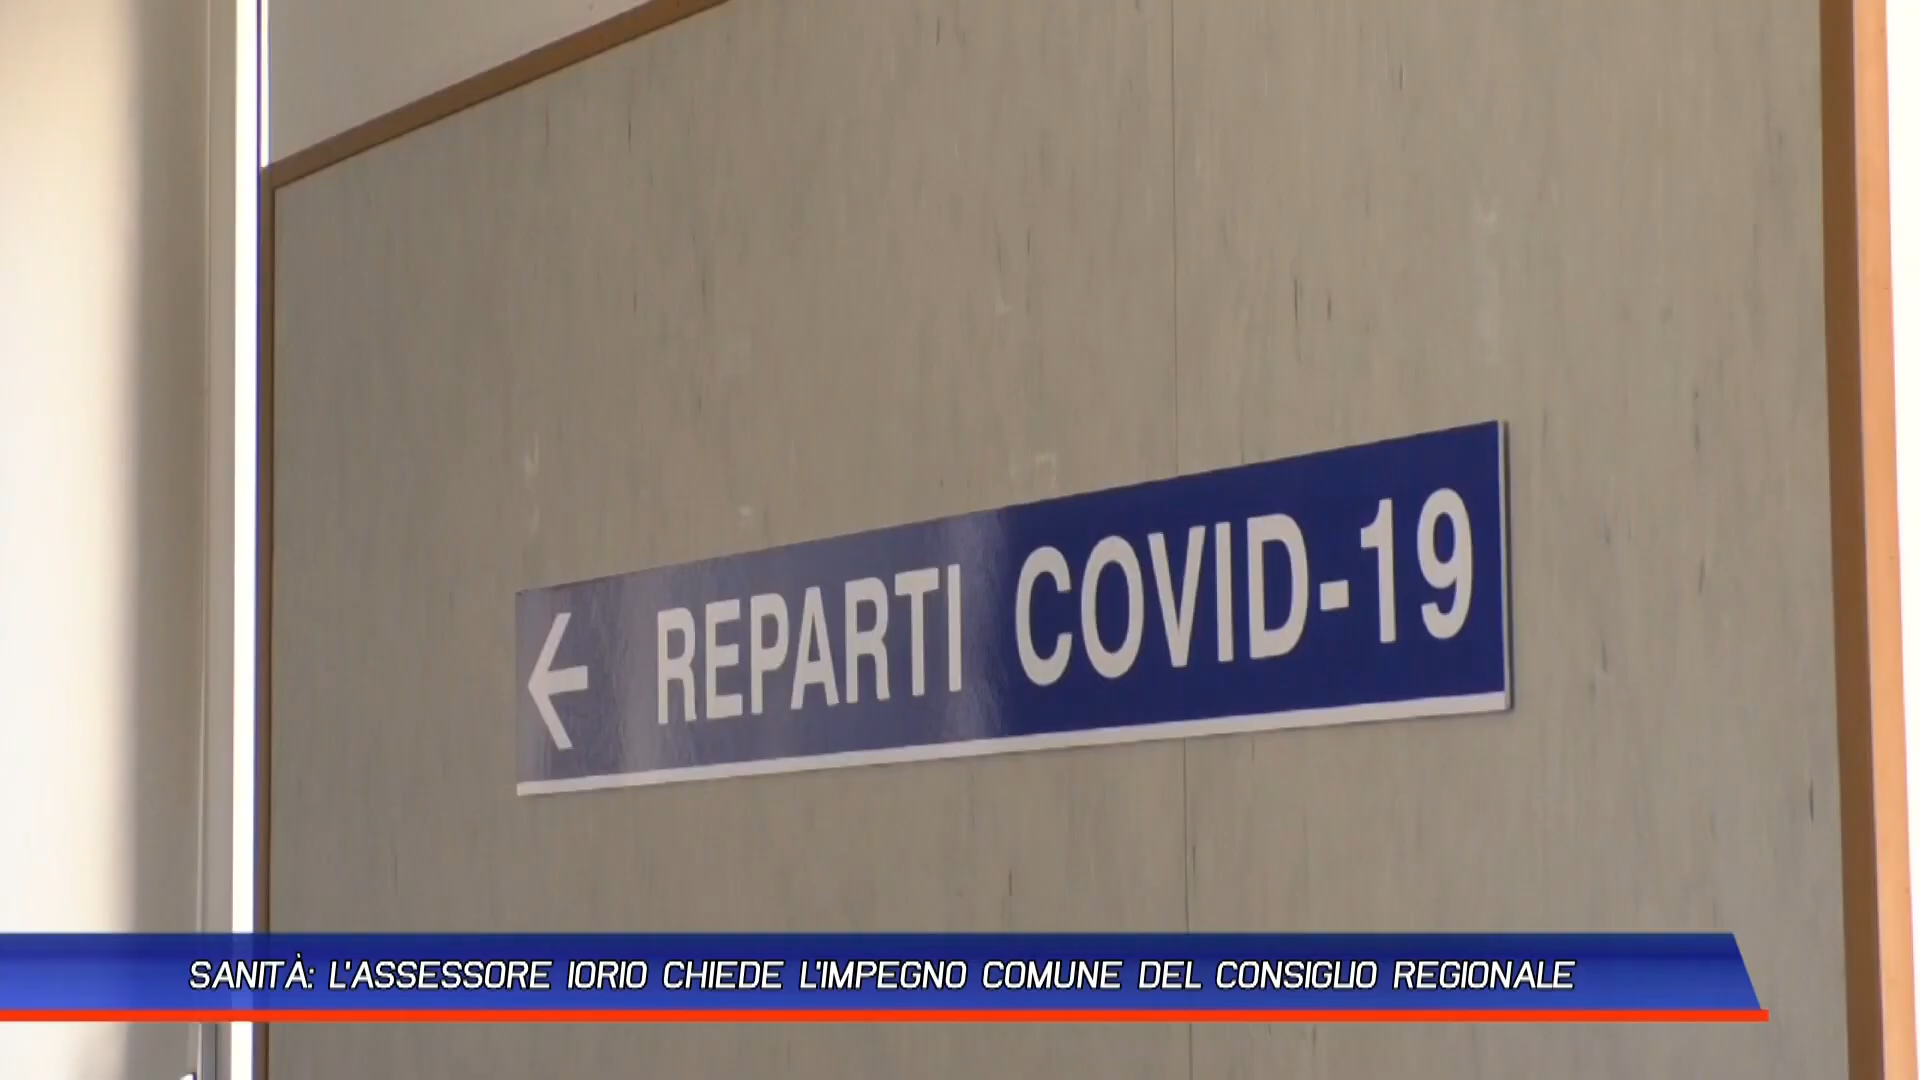 ← REPARTI COVID-19
SANITÀ: L'ASSESSORE IORIO CHIEDE L'IMPEGNO COMUNE DEL CONSIGLIO REGIONALE